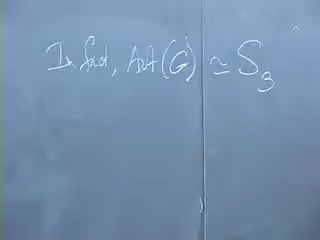 In fact, Aut(G) ≃ S₃